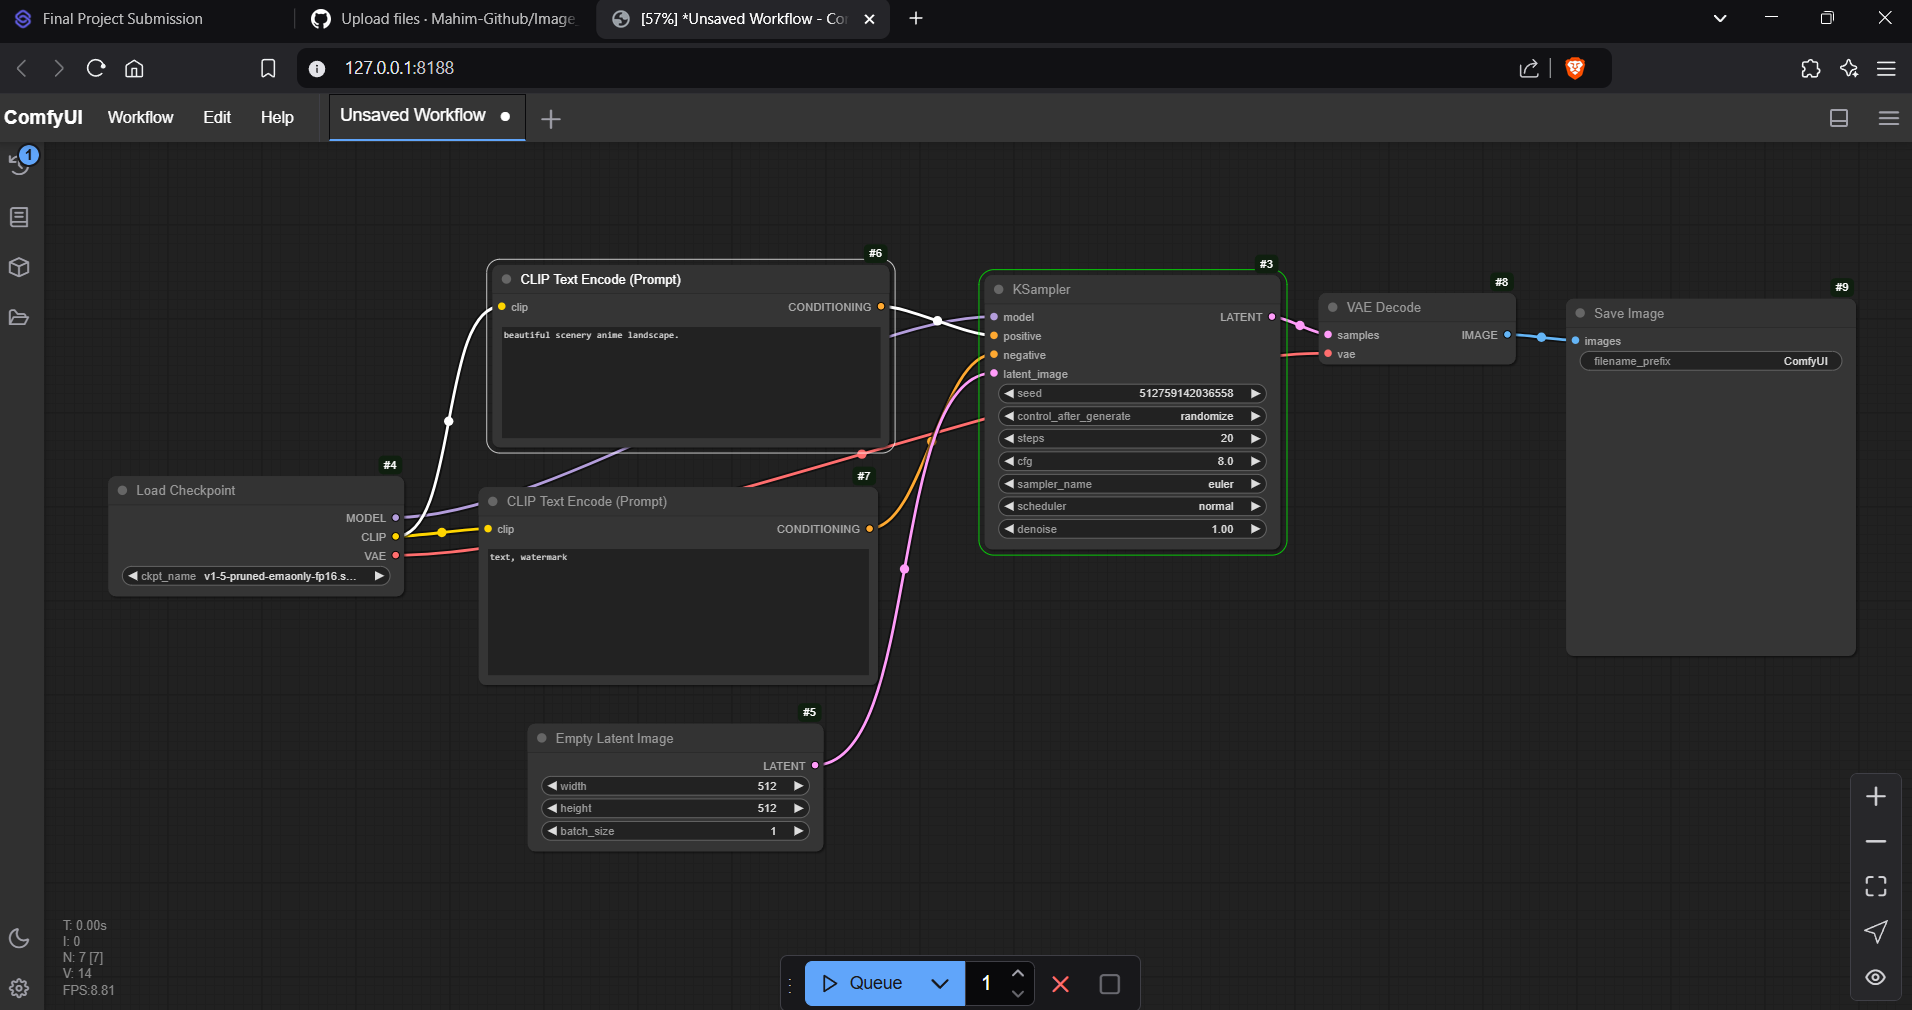 Final Project Submission
Upload files · Mahim-Github/Image_
[57%] *Unsaved Workflow - Co
127.0.0.1:8188
ComfyUI
Workflow
Edit
Help
Unsaved Workflow
1
#6
CLIP Text Encode (Prompt)
clip
CONDITIONING
beautiful scenery anime landscape.
#3
KSampler
model
LATENT
positive
negative
latent_image
seed 512759142036558
control_after_generate randomize
steps 20
cfg 8.0
sampler_name euler
scheduler normal
denoise 1.00
#8
VAE Decode
samples
IMAGE
vae
#9
Save Image
images
filename_prefix ComfyUI
#4
Load Checkpoint
MODEL
CLIP
VAE
ckpt_name v1-5-pruned-emaonly-fp16.s...
#7
CLIP Text Encode (Prompt)
clip
CONDITIONING
text, watermark
#5
Empty Latent Image
LATENT
width 512
height 512
batch_size 1
T: 0.00s
I: 0
N: 7 [7]
V: 14
FPS:8.81
Queue
1